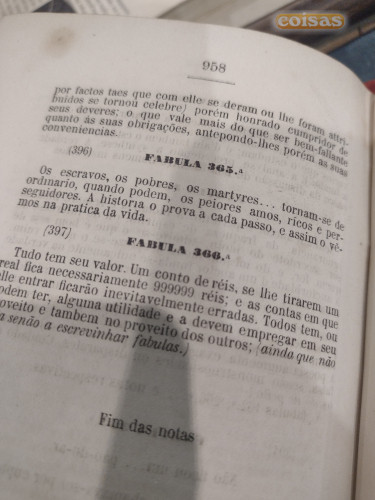 coisas
958
por factos taes que com elle se deram ou lhe foram attri-
buidos se tornou celebre) porém honrado cumpridor de
seus deveres; o que vale mais do que ser bem-fallante
quanto ás suas obrigações, antepondo-lhes porém as suas
conveniencias.
(396)
FABULA 365.ª
Os escravos, os pobres, os martyres... tornam-se de
ordinario, quando podem, os peiores amos, ricos e per-
seguidores. A historia o prova a cada passo, e assim o vê-
mos na pratica da vida.
(397)
FABULA 366.ª
Tudo tem seu valor. Um conto de réis, se lhe tirarem um
real fica necessariamente 999999 réis; e as contas em que
elle entrar ficarão inevitavelmente erradas. Todos tem, ou
podem ter, alguma utilidade e a devem empregar em seu
proveito e tambem no proveito dos outros; (ainda que não
a senão a escrevinhar fabulas.)
Fim das notas